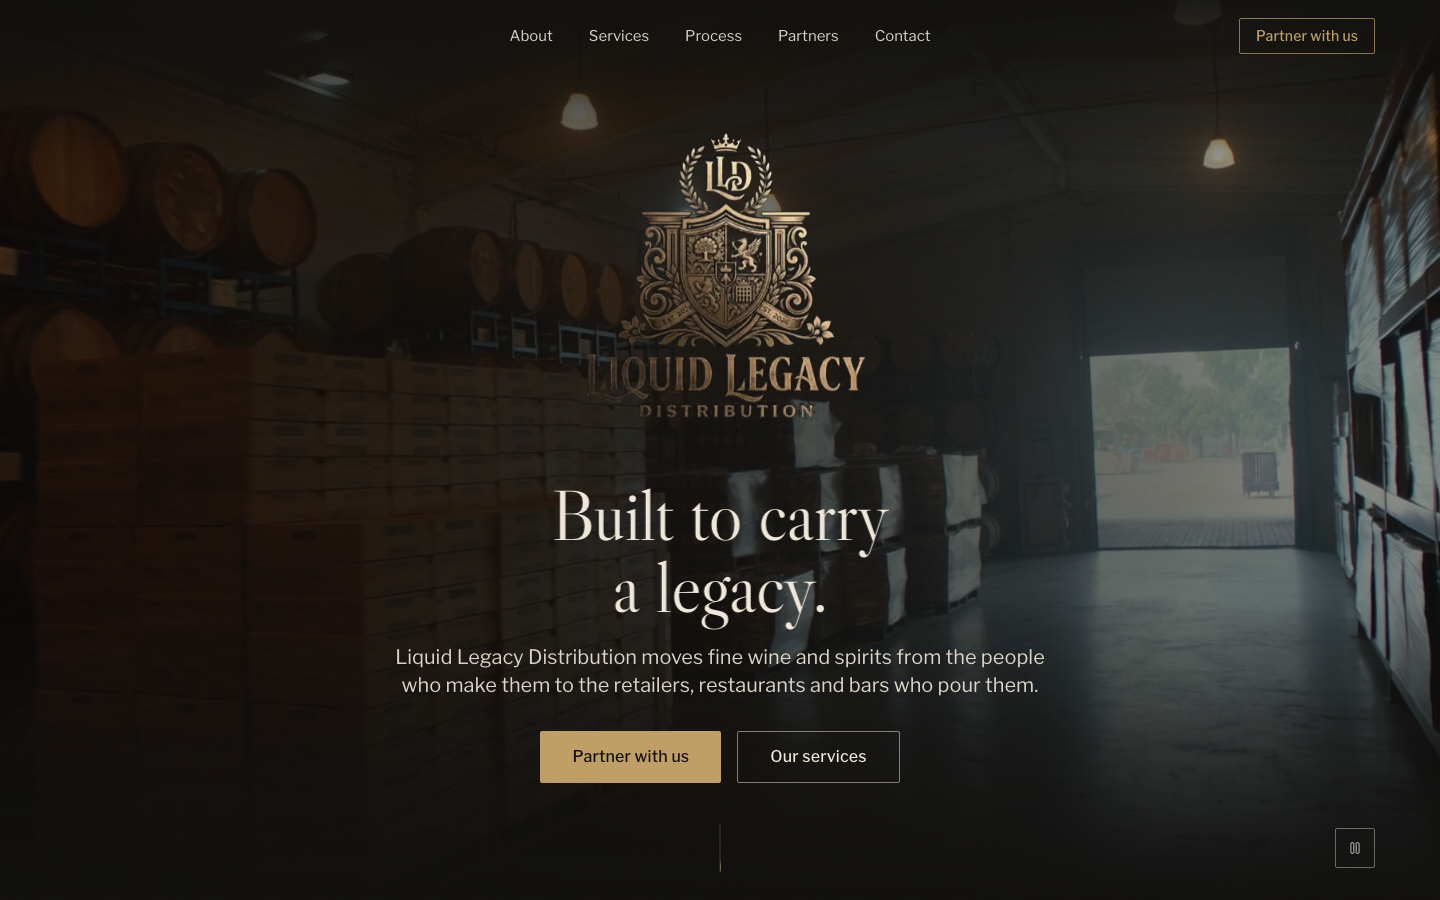 About Services Process Partners Contact
Partner with us
LLD
EST. 2026
LIQUID LEGACY
DISTRIBUTION
Built to carry
a legacy.
Liquid Legacy Distribution moves fine wine and spirits from the people
who make them to the retailers, restaurants and bars who pour them.
Partner with us
Our services